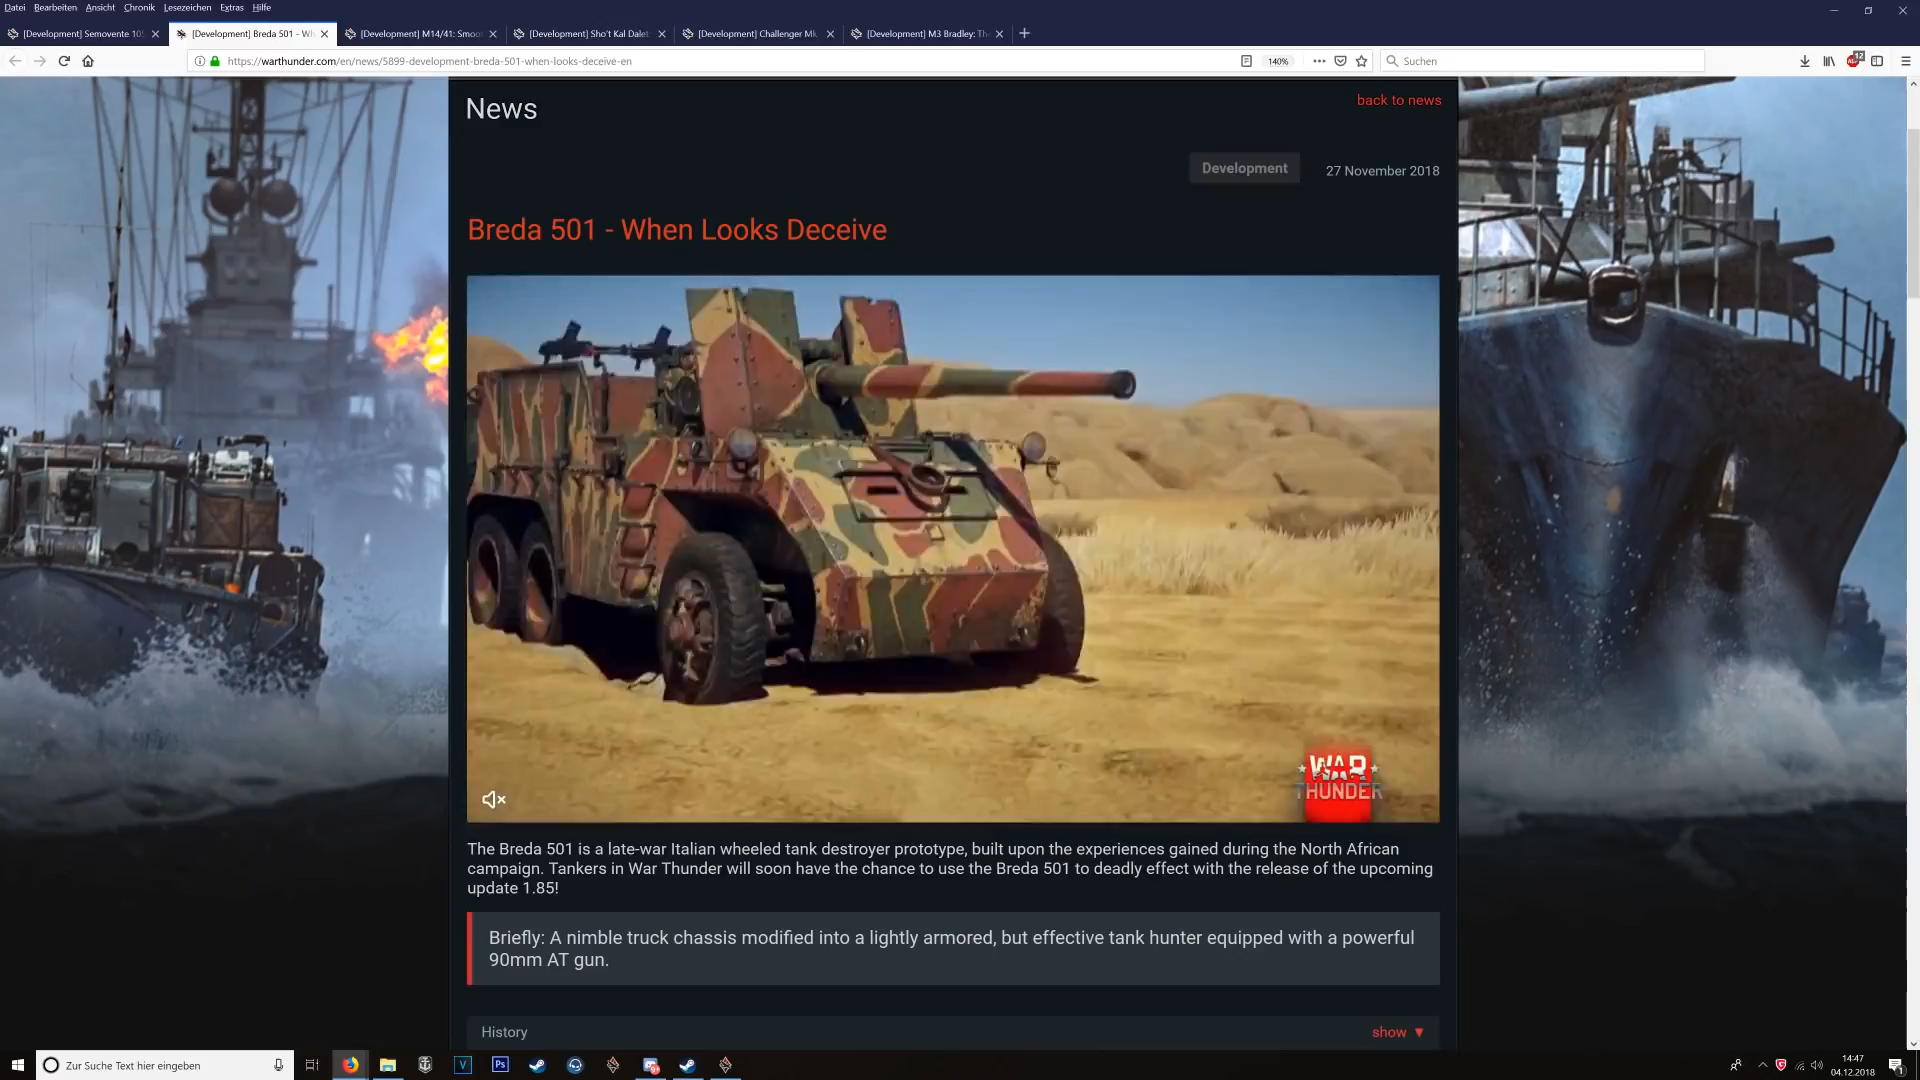 Datei Bearbeiten Ansicht Chronik Lesezeichen Extras Hilfe
[Development] Semovente 105
[Development] Breda 501 - Wh
[Development] M14/41: Smoo
[Development] Sho't Kal Dalet
[Development] Challenger Mk
[Development] M3 Bradley: Th
https://warthunder.com/en/news/5899-development-breda-501-when-looks-deceive-en
140%
Suchen
12
News
back to news
Development
27 November 2018
Breda 501 - When Looks Deceive
WAR
THUNDER
The Breda 501 is a late-war Italian wheeled tank destroyer prototype, built upon the experiences gained during the North African
campaign. Tankers in War Thunder will soon have the chance to use the Breda 501 to deadly effect with the release of the upcoming
update 1.85!
Briefly: A nimble truck chassis modified into a lightly armored, but effective tank hunter equipped with a powerful
90mm AT gun.
History
show ▼
Zur Suche Text hier eingeben
V
Ps
14:47
04.12.2018